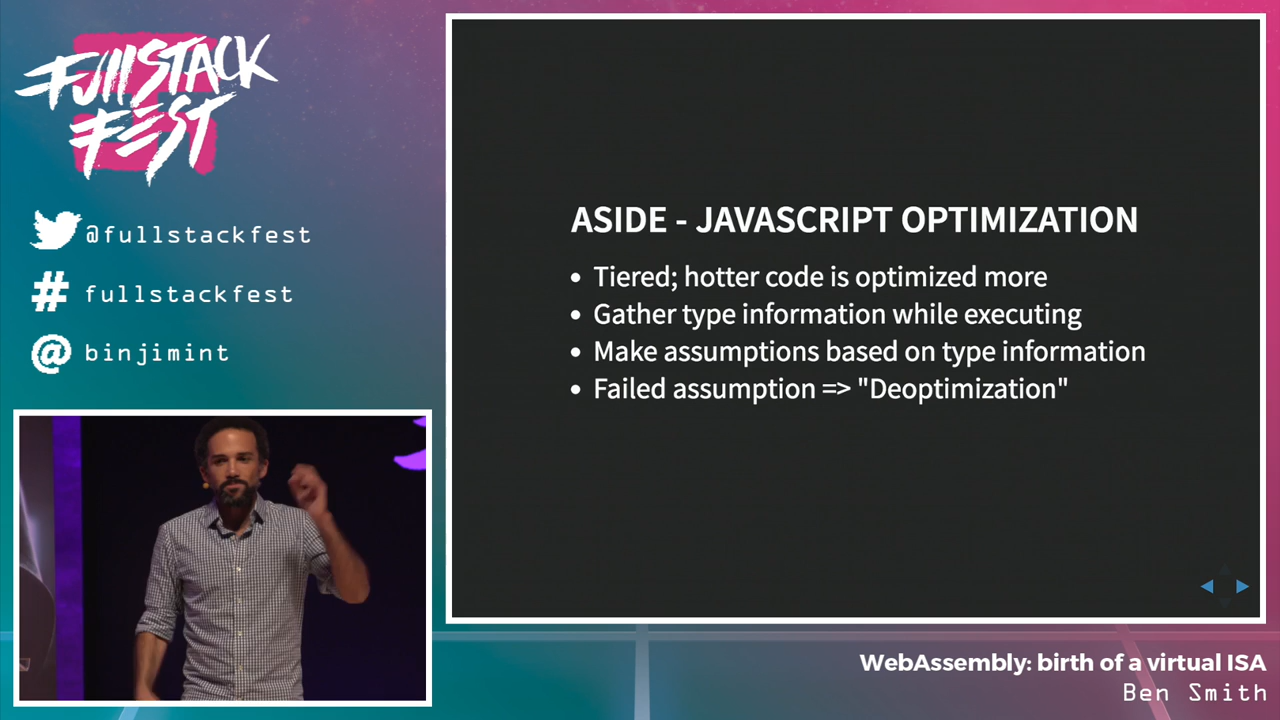 Fullstack
Fest
@fullstackfest
# fullstackfest
@ binjimint
ASIDE - JAVASCRIPT OPTIMIZATION
• Tiered; hotter code is optimized more
• Gather type information while executing
• Make assumptions based on type information
• Failed assumption => "Deoptimization"
WebAssembly: birth of a virtual ISA
Ben Smith